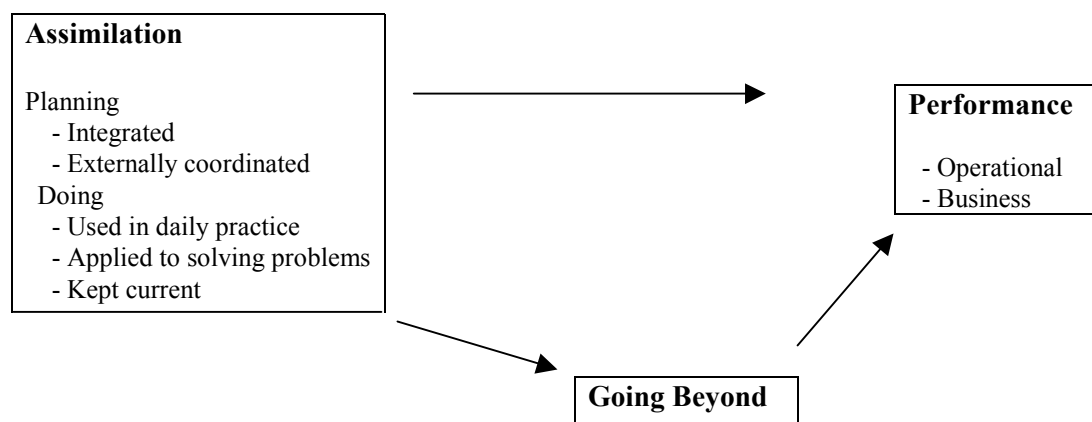 Assimilation
Planning
- Integrated
- Externally coordinated
Doing
- Used in daily practice
- Applied to solving problems
- Kept current
Performance
- Operational
- Business
Going Beyond